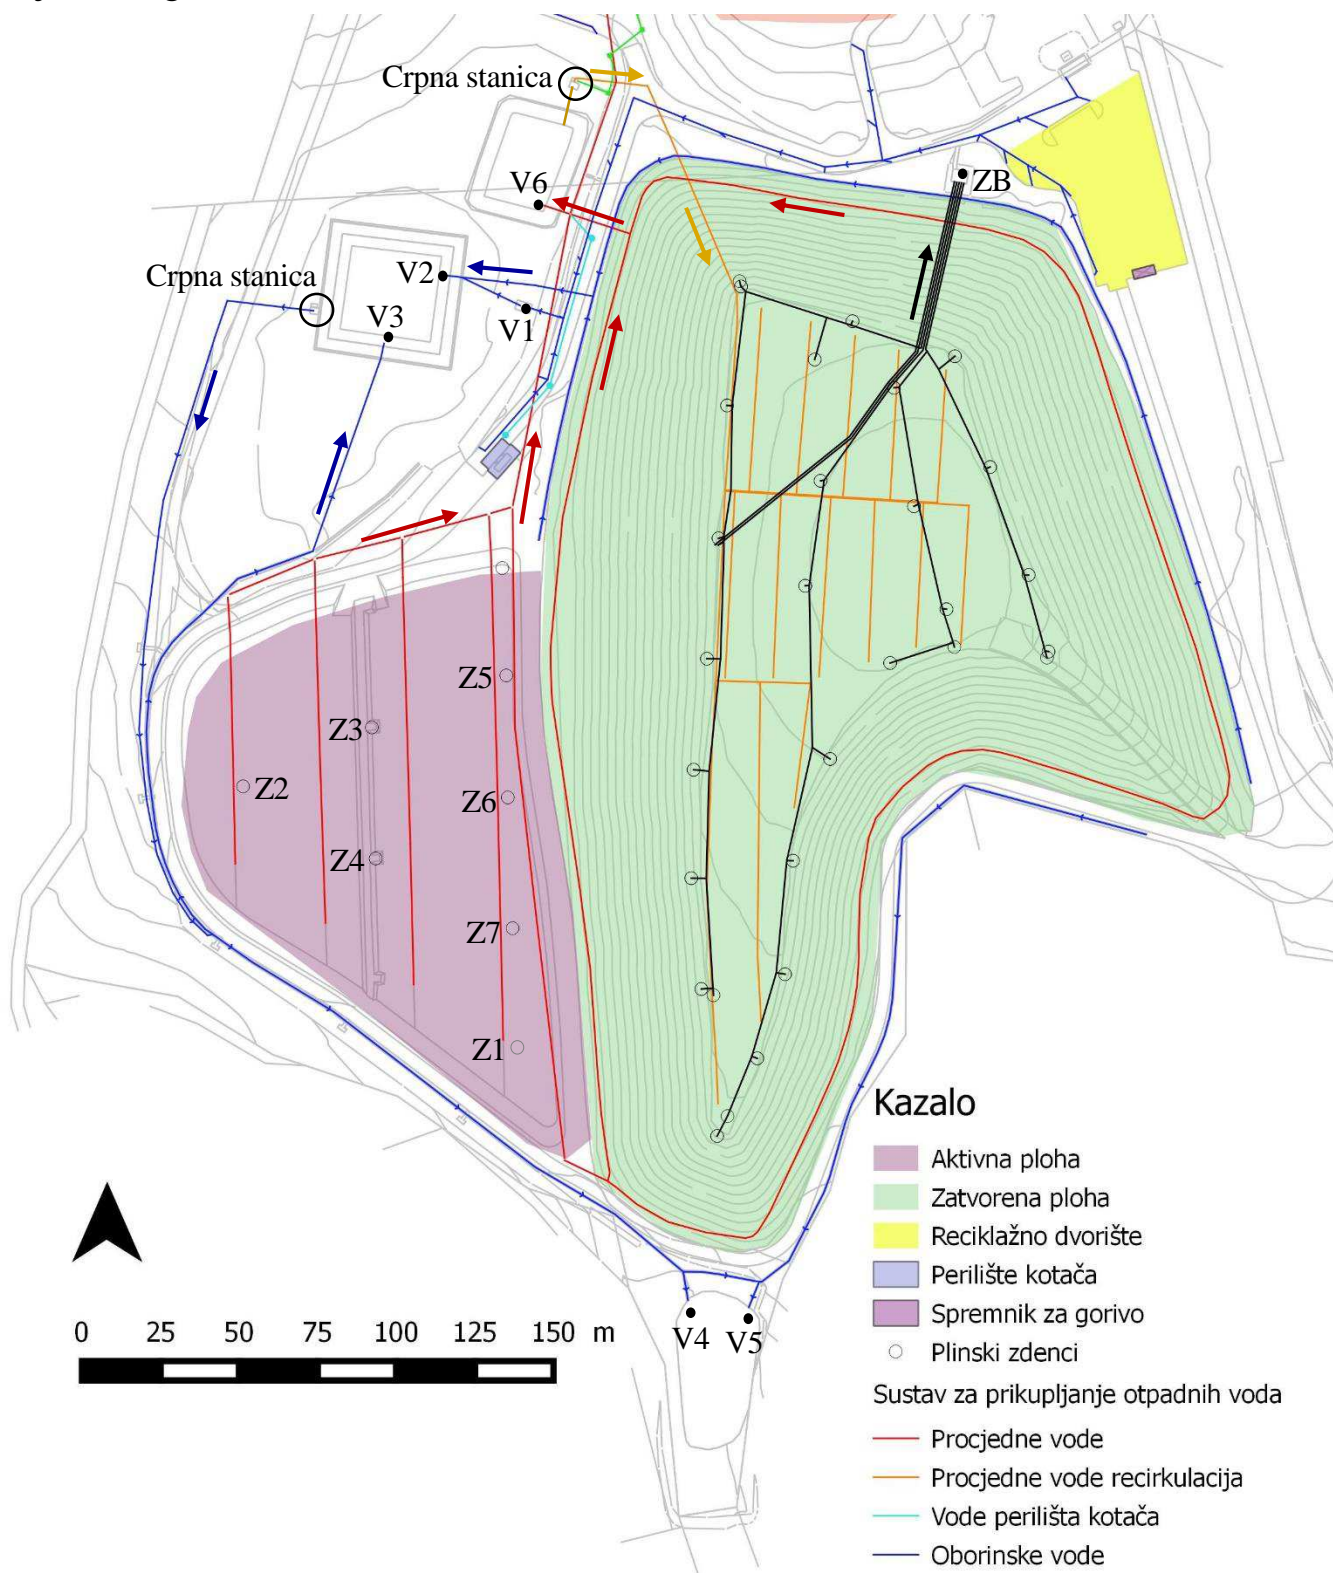 Crpna stanica
V6
ZB
V2
Crpna stanica
V1
V3
Z5
Z3
Z2
Z6
Z4
Z7
Z1
Kazalo
Aktivna ploha
Zatvorena ploha
Reciklažno dvorište
Perilište kotača
Spremnik za gorivo
Plinski zdenci
Sustav za prikupljanje otpadnih voda
Procjedne vode
Procjedne vode recirkulacija
Vode perilišta kotača
Oborinske vode
V4
V5
0 25 50 75 100 125 150 m